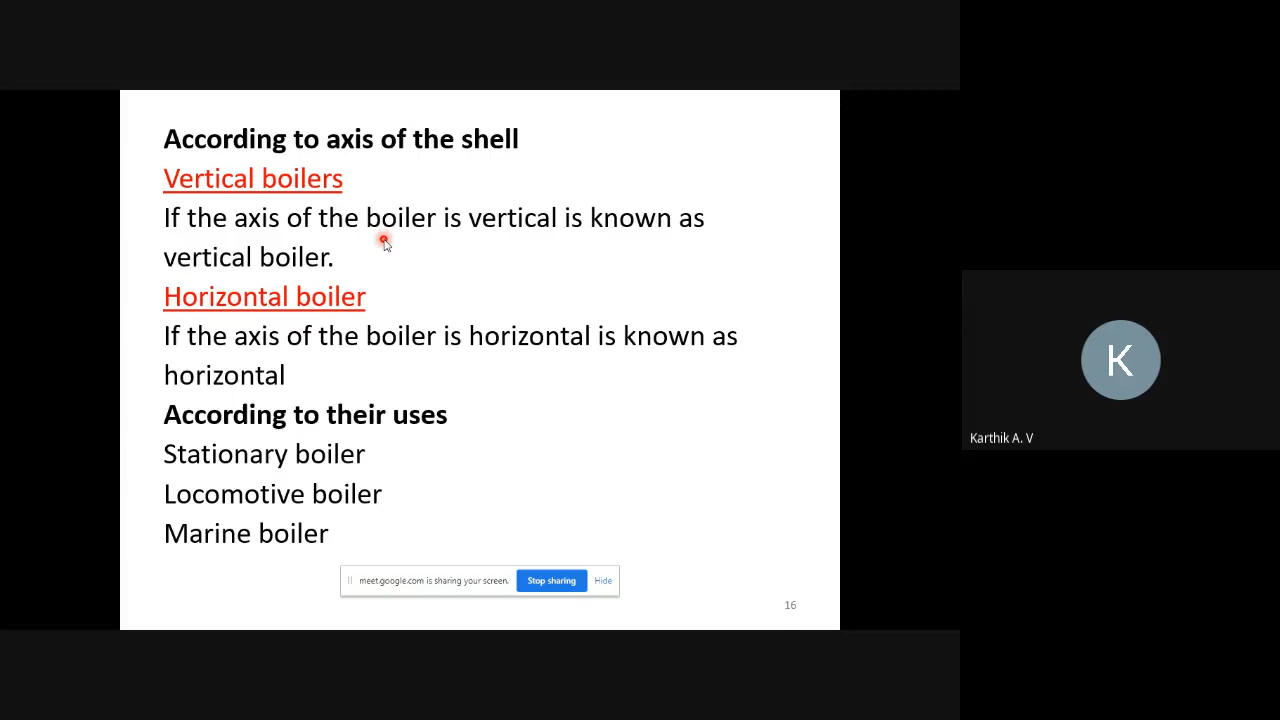 According to axis of the shell
Vertical boilers
If the axis of the boiler is vertical is known as
vertical boiler.
Horizontal boiler
If the axis of the boiler is horizontal is known as
horizontal
According to their uses
Stationary boiler
Locomotive boiler
Marine boiler
meet.google.com is sharing your screen. Stop sharing Hide
16
K
Karthik A. V